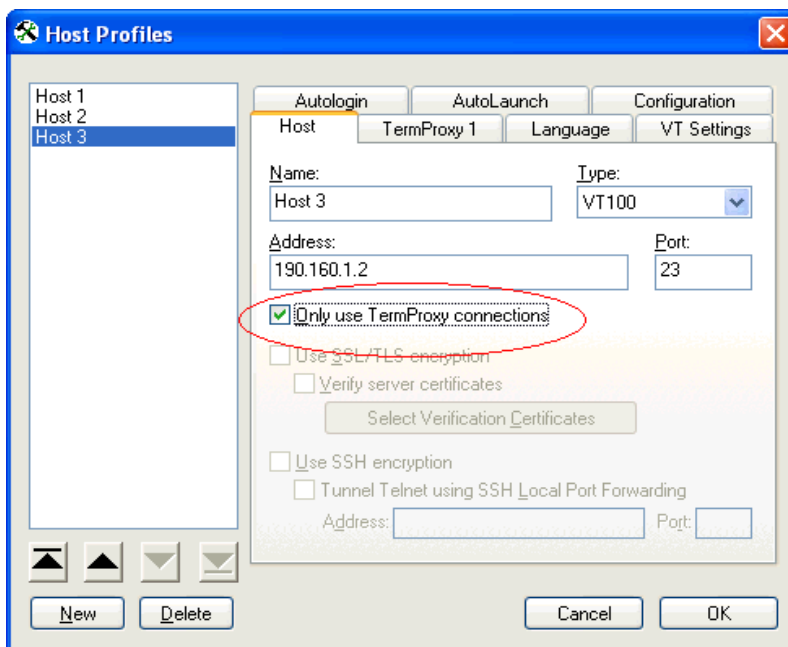 Host Profiles
Host 1
Host 2
Host 3
Autologin AutoLaunch Configuration
Host TermProxy 1 Language VT Settings
Name: Type:
Host 3 VT100
Address: Port:
190.160.1.2 23
Only use TermProxy connections
Use SSL/TLS encryption
Verify server certificates
Select Verification Certificates
Use SSH encryption
Tunnel Telnet using SSH Local Port Forwarding
Address: Port:
New Delete Cancel OK